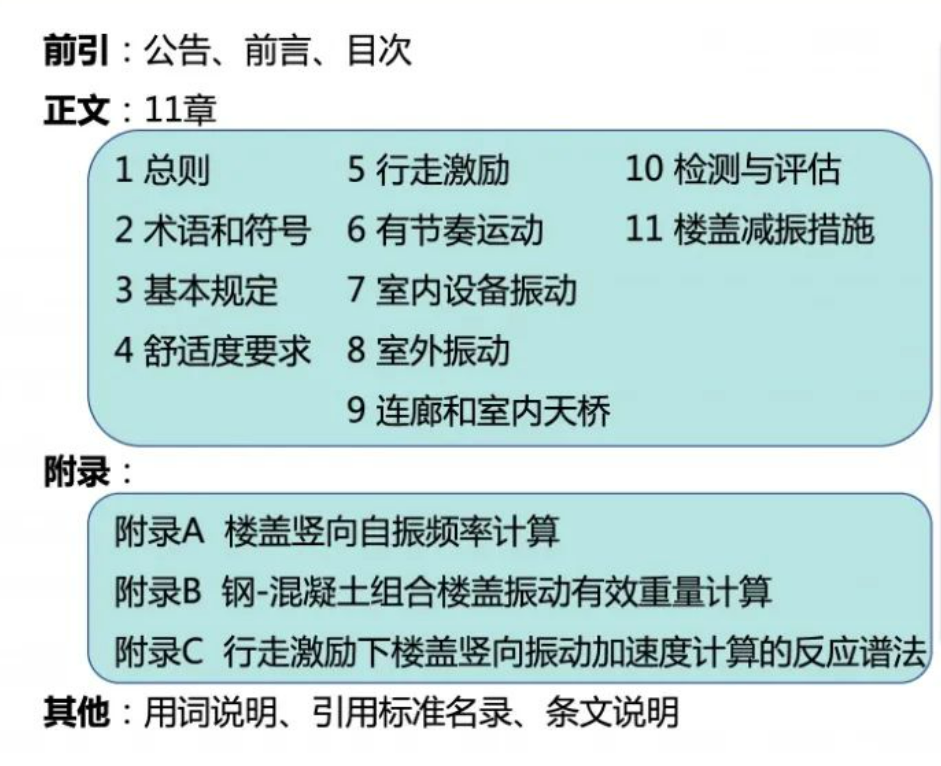 前引：公告、前言、目次
正文：11章
1 总则
2 术语和符号
3 基本规定
4 舒适度要求
5 行走激励
6 有节奏运动
7 室内设备振动
8 室外振动
9 连廊和室内天桥
10 检测与评估
11 楼盖减振措施
附录：
附录A 楼盖竖向自振频率计算
附录B 钢-混凝土组合楼盖振动有效重量计算
附录C 行走激励下楼盖竖向振动加速度计算的反应谱法
其他：用词说明、引用标准名录、条文说明